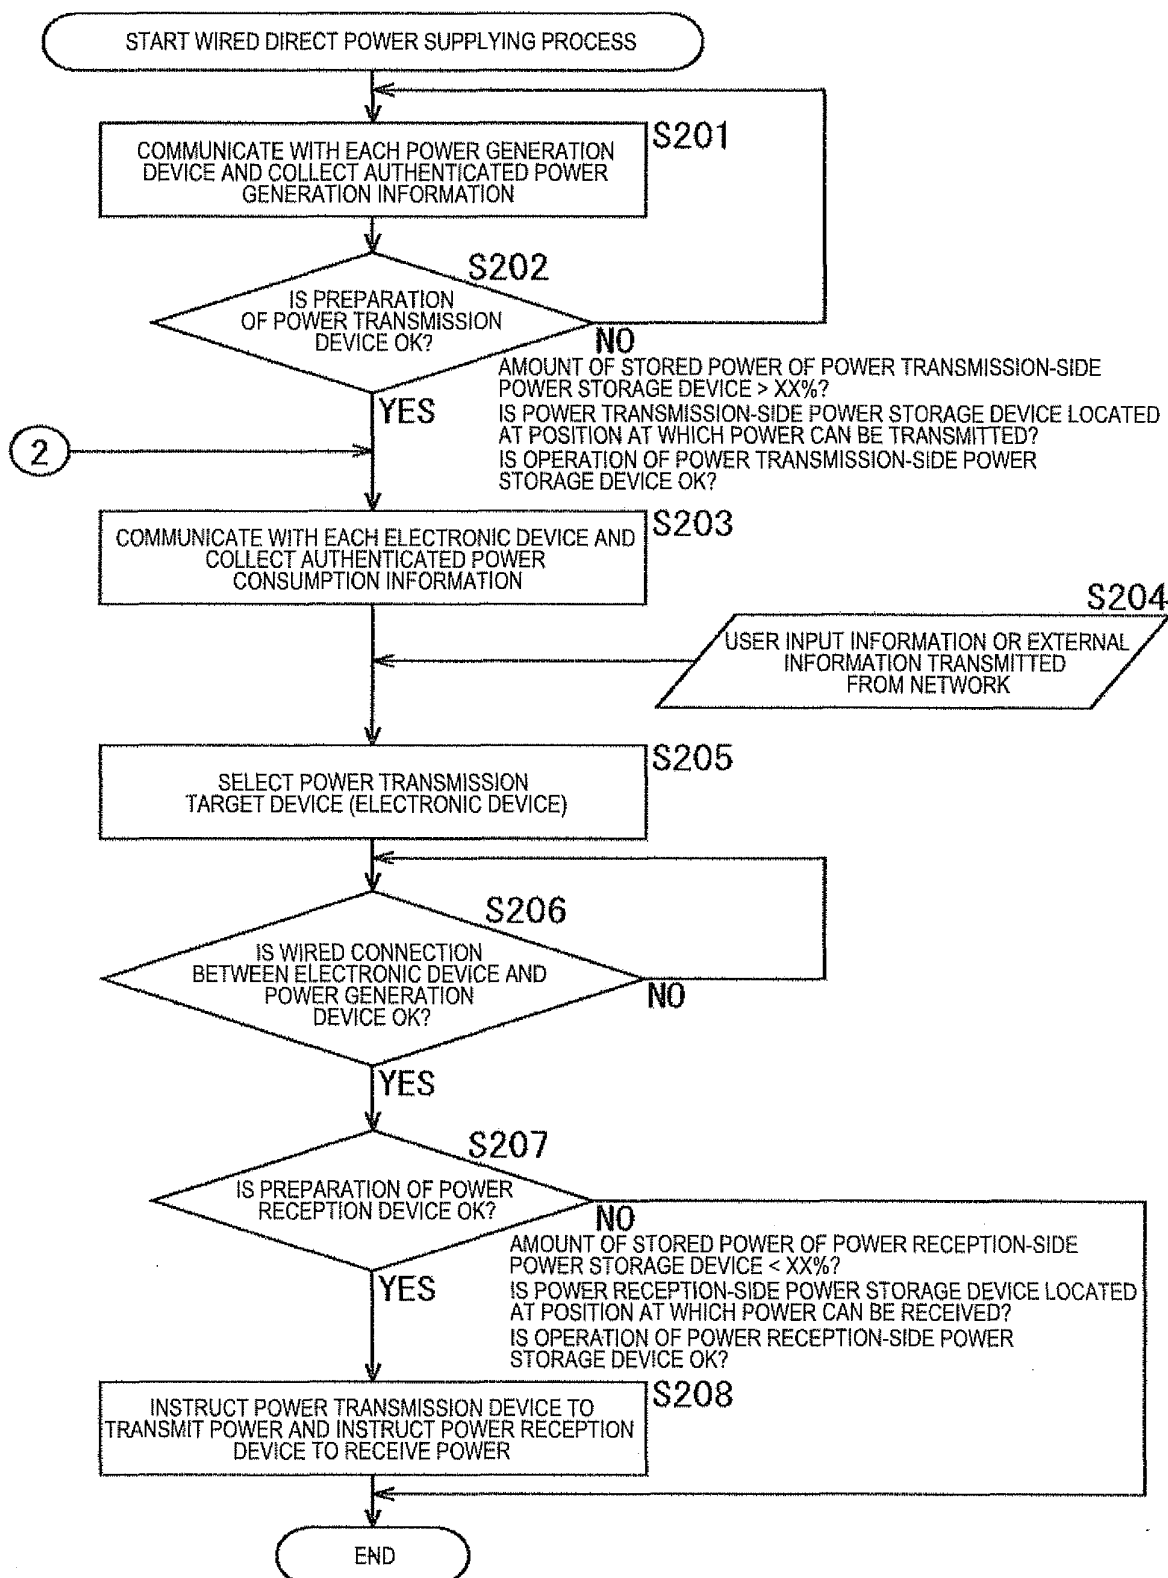 START WIRED DIRECT POWER SUPPLYING PROCESS
S201
COMMUNICATE WITH EACH POWER GENERATION
DEVICE AND COLLECT AUTHENTICATED POWER
GENERATION INFORMATION
S202
IS PREPARATION
OF POWER TRANSMISSION
DEVICE OK?
NO
AMOUNT OF STORED POWER OF POWER TRANSMISSION-SIDE
POWER STORAGE DEVICE > XX%?
IS POWER TRANSMISSION-SIDE POWER STORAGE DEVICE LOCATED
AT POSITION AT WHICH POWER CAN BE TRANSMITTED?
IS OPERATION OF POWER TRANSMISSION-SIDE POWER
STORAGE DEVICE OK?
YES
2
S203
COMMUNICATE WITH EACH ELECTRONIC DEVICE AND
COLLECT AUTHENTICATED POWER
CONSUMPTION INFORMATION
S204
USER INPUT INFORMATION OR EXTERNAL
INFORMATION TRANSMITTED
FROM NETWORK
S205
SELECT POWER TRANSMISSION
TARGET DEVICE (ELECTRONIC DEVICE)
S206
IS WIRED CONNECTION
BETWEEN ELECTRONIC DEVICE AND
POWER GENERATION
DEVICE OK?
NO
YES
S207
IS PREPARATION OF POWER
RECEPTION DEVICE OK?
NO
AMOUNT OF STORED POWER OF POWER RECEPTION-SIDE
POWER STORAGE DEVICE < XX%?
IS POWER RECEPTION-SIDE POWER STORAGE DEVICE LOCATED
AT POSITION AT WHICH POWER CAN BE RECEIVED?
IS OPERATION OF POWER RECEPTION-SIDE POWER
STORAGE DEVICE OK?
YES
S208
INSTRUCT POWER TRANSMISSION DEVICE TO
TRANSMIT POWER AND INSTRUCT POWER RECEPTION
DEVICE TO RECEIVE POWER
END